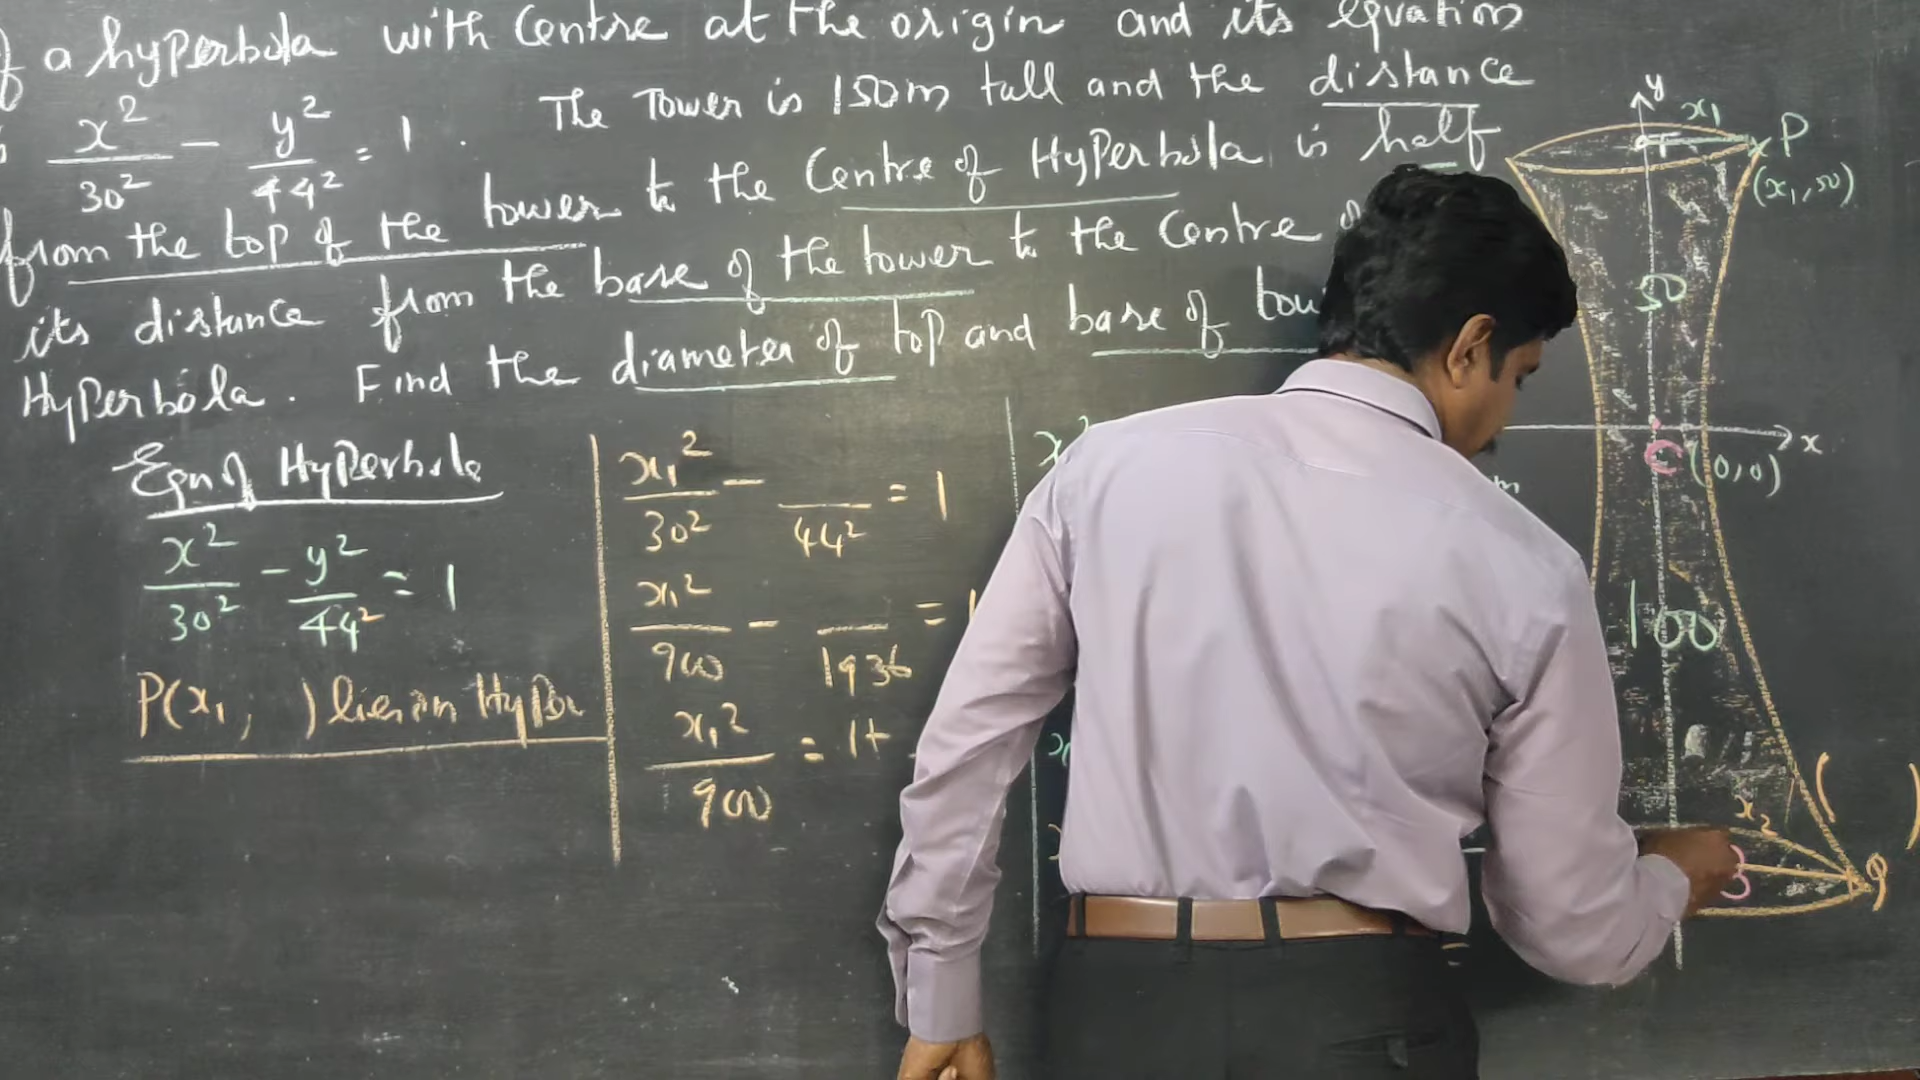 of a hyperbola with Centre at the origin and its equation
x²/30² - y²/44² = 1 . The Tower is 150m tall and the distance
from the top of the tower to the Centre of Hyperbola is half
its distance from the base of the tower to the Centre
Hyperbola. Find the diameter of top and base of
Eqn of Hyperbola
x²/30² - y²/44² = 1
P(x₁, ) lies on Hyper
x₁²/30² - /44² = 1
x₁²/900 - /1936 = 1
x₁²/900 = 1+
y
x₁
P
(x₁, 50)
50
x
C (0,0)
m
100
( )
x₂